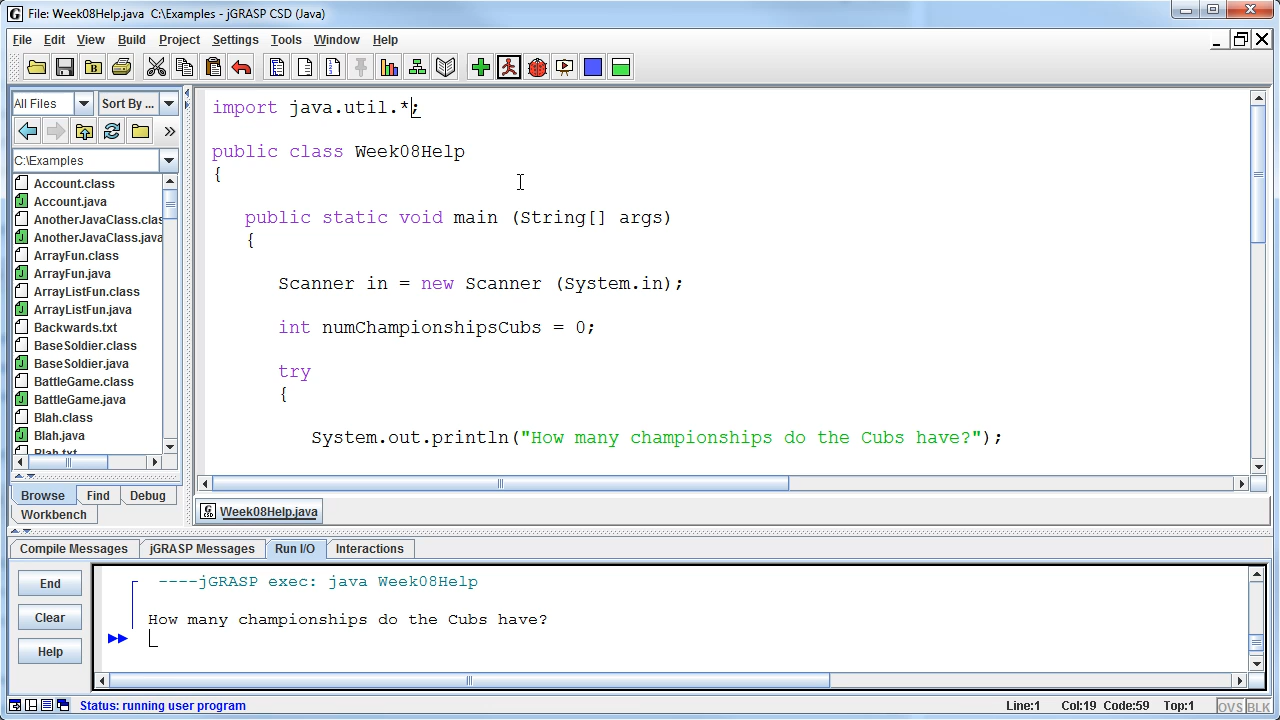 File: Week08Help.java  C:\Examples - jGRASP CSD (Java)
File Edit View Build Project Settings Tools Window Help
All Files Sort By ...
»
C:\Examples
Account.class
Account.java
AnotherJavaClass.clas
AnotherJavaClass.java
ArrayFun.class
ArrayFun.java
ArrayListFun.class
ArrayListFun.java
Backwards.txt
BaseSoldier.class
BaseSoldier.java
BattleGame.class
BattleGame.java
Blah.class
Blah.java
Blah.txt
Browse Find Debug
Workbench
import java.util.*;
public class Week08Help
{
public static void main (String[] args)
{
Scanner in = new Scanner (System.in);
int numChampionshipsCubs = 0;
try
{
System.out.println("How many championships do the Cubs have?");
Week08Help.java
Compile Messages jGRASP Messages Run I/O Interactions
End
Clear
Help
----jGRASP exec: java Week08Help
How many championships do the Cubs have?
Status: running user program
Line:1 Col:19 Code:59 Top:1 OVS BLK